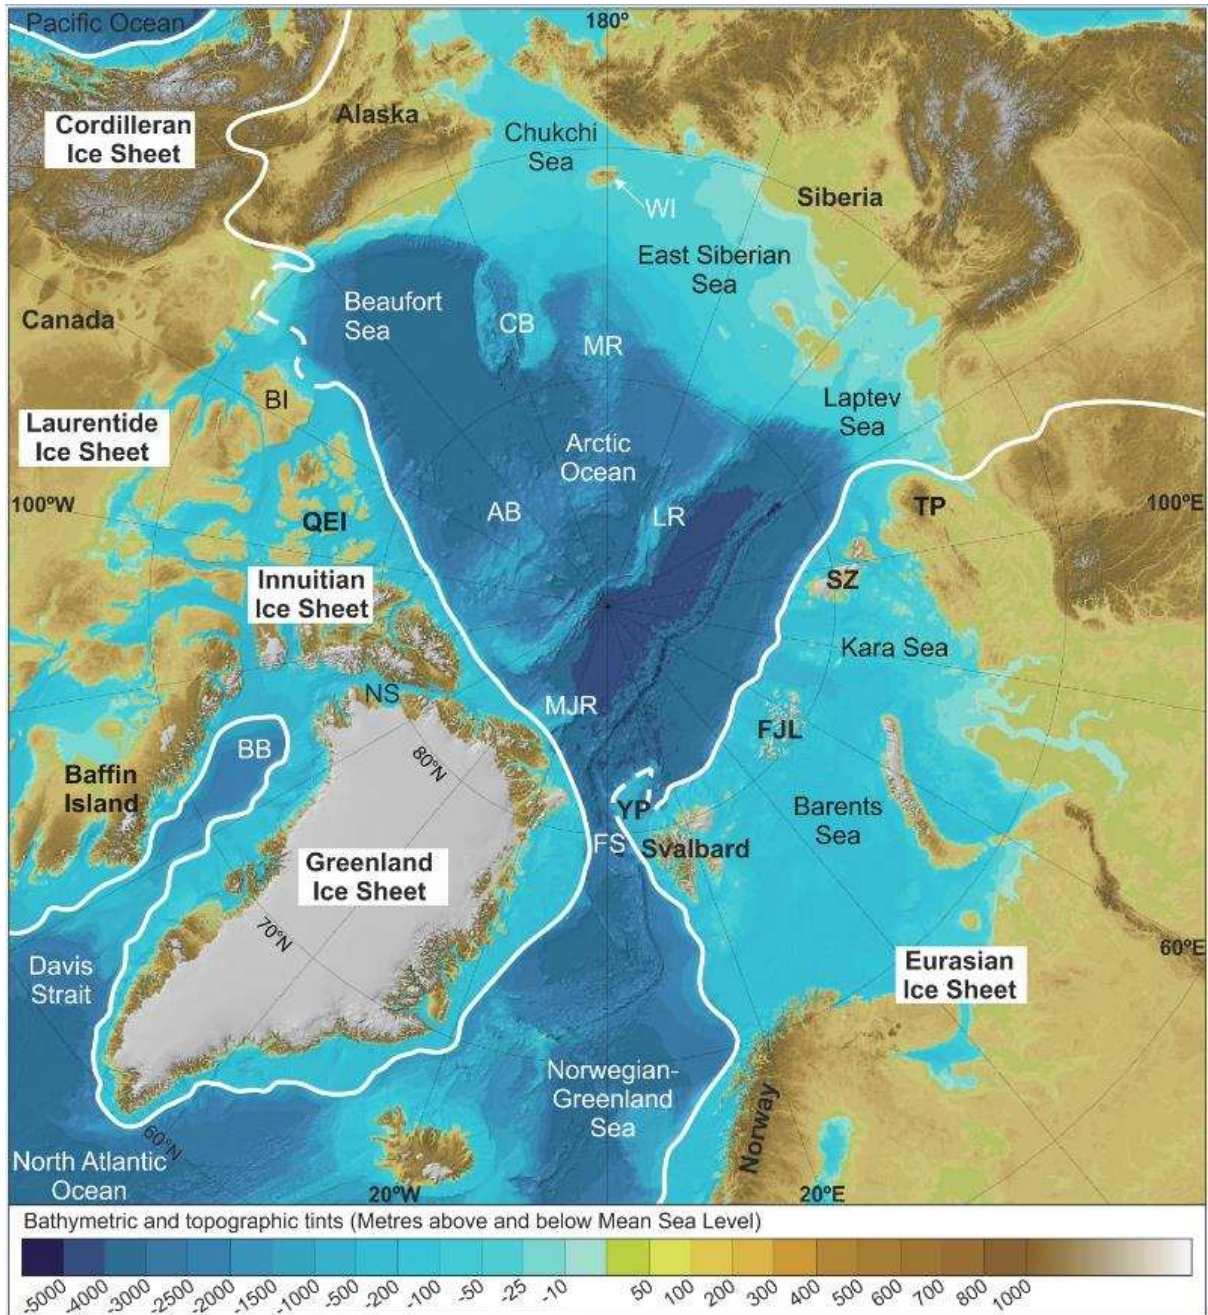 Pacific Ocean
180º
Cordilleran
Ice Sheet
Alaska
Chukchi
Sea
WI
Siberia
East Siberian
Sea
Beaufort
Sea
CB
MR
Canada
BI
Laurentide
Ice Sheet
Laptev
Sea
Arctic
Ocean
100ºW
QEI
AB
LR
TP
100ºE
Innuitian
Ice Sheet
SZ
Kara Sea
NS
MJR
FJL
BB
80ºN
Baffin
Island
YP
Barents
Sea
FS
Svalbard
Greenland
Ice Sheet
70ºN
Davis
Strait
Eurasian
Ice Sheet
60ºE
Norwegian-
Greenland
Sea
Norway
60ºN
North Atlantic
Ocean
20ºW
20ºE
Bathymetric and topographic tints (Metres above and below Mean Sea Level)
-5000 -4000 -3000 -2500 -2000 -1500 -1000 -500 -200 -100 -50 -25 -10 50 100 200 300 400 500 600 700 800 1000